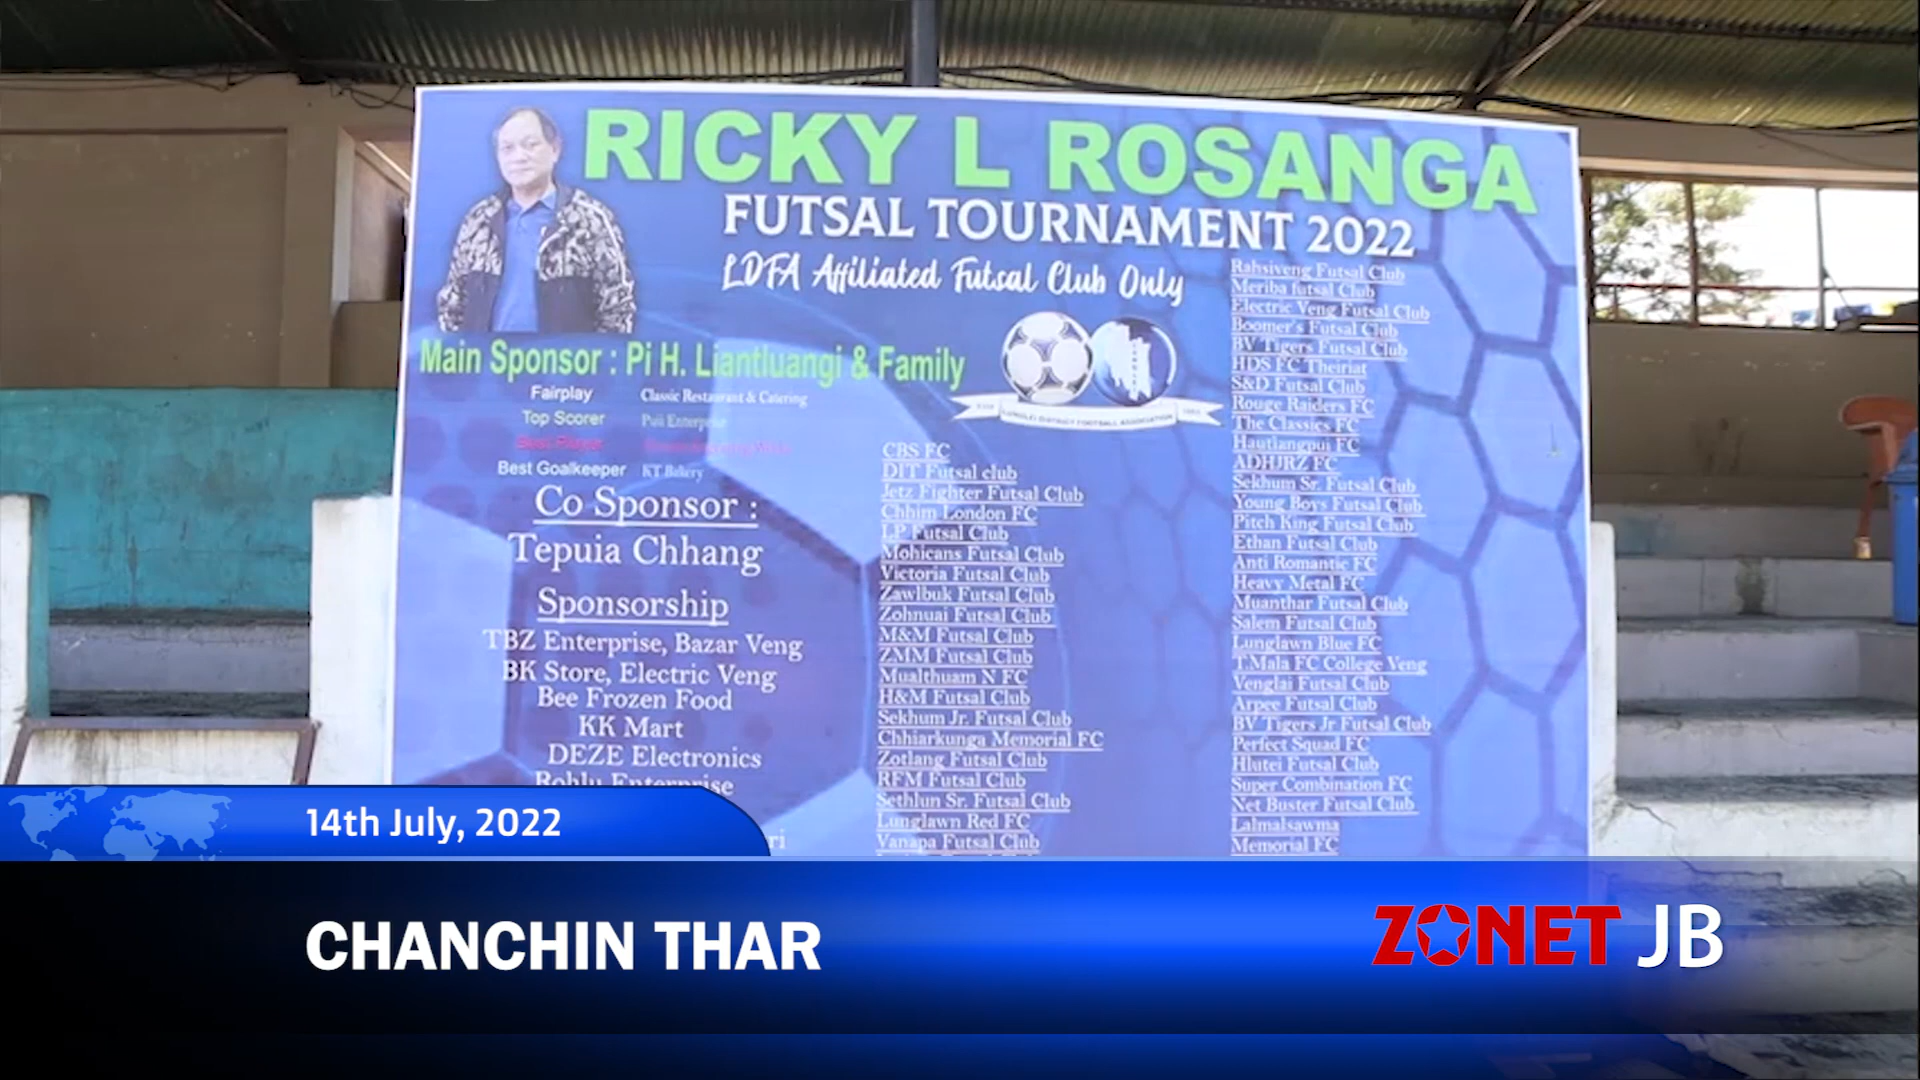 RICKY L ROSANGA
FUTSAL TOURNAMENT 2022
LDFA Affiliated Futsal Club Only
Main Sponsor : Pi H. Liantluangi & Family
Fairplay Classic Restaurant & Catering
Top Scorer Puii Enterprise
Best Player
Best Goalkeeper KT Bakery
Co Sponsor :
Tepuia Chhang
Sponsorship
TBZ Enterprise, Bazar Veng
BK Store, Electric Veng
Bee Frozen Food
KK Mart
DEZE Electronics
Rohlu Enterprise
LUNGLEI DISTRICT FOOTBALL ASSOCIATION
CBS FC
DIT Futsal club
Jetz Fighter Futsal Club
Chhim London FC
LP Futsal Club
Mohicans Futsal Club
Victoria Futsal Club
Zawlbuk Futsal Club
Zohnuai Futsal Club
M&M Futsal Club
ZMM Futsal Club
Mualthuam N FC
H&M Futsal Club
Sekhum Jr. Futsal Club
Chhiarkunga Memorial FC
Zotlang Futsal Club
RFM Futsal Club
Sethlun Sr. Futsal Club
Lunglawn Red FC
Vanapa Futsal Club
Rahsiveng Futsal Club
Meriba futsal Club
Electric Veng Futsal Club
Boomer's Futsal Club
BV Tigers Futsal Club
HDS FC Theiriat
S&D Futsal Club
Rouge Raiders FC
The Classics FC
Hautlangpui FC
ADHJRZ FC
Sekhum Sr. Futsal Club
Young Boys Futsal Club
Pitch King Futsal Club
Ethan Futsal Club
Anti Romantic FC
Heavy Metal FC
Muanthar Futsal Club
Salem Futsal Club
Lunglawn Blue FC
T.Mala FC College Veng
Venglai Futsal Club
Arpee Futsal Club
BV Tigers Jr Futsal Club
Perfect Squad FC
Hlutei Futsal Club
Super Combination FC
Net Buster Futsal Club
Lalmalsawma
Memorial FC
14th July, 2022
CHANCHIN THAR
ZONET JB